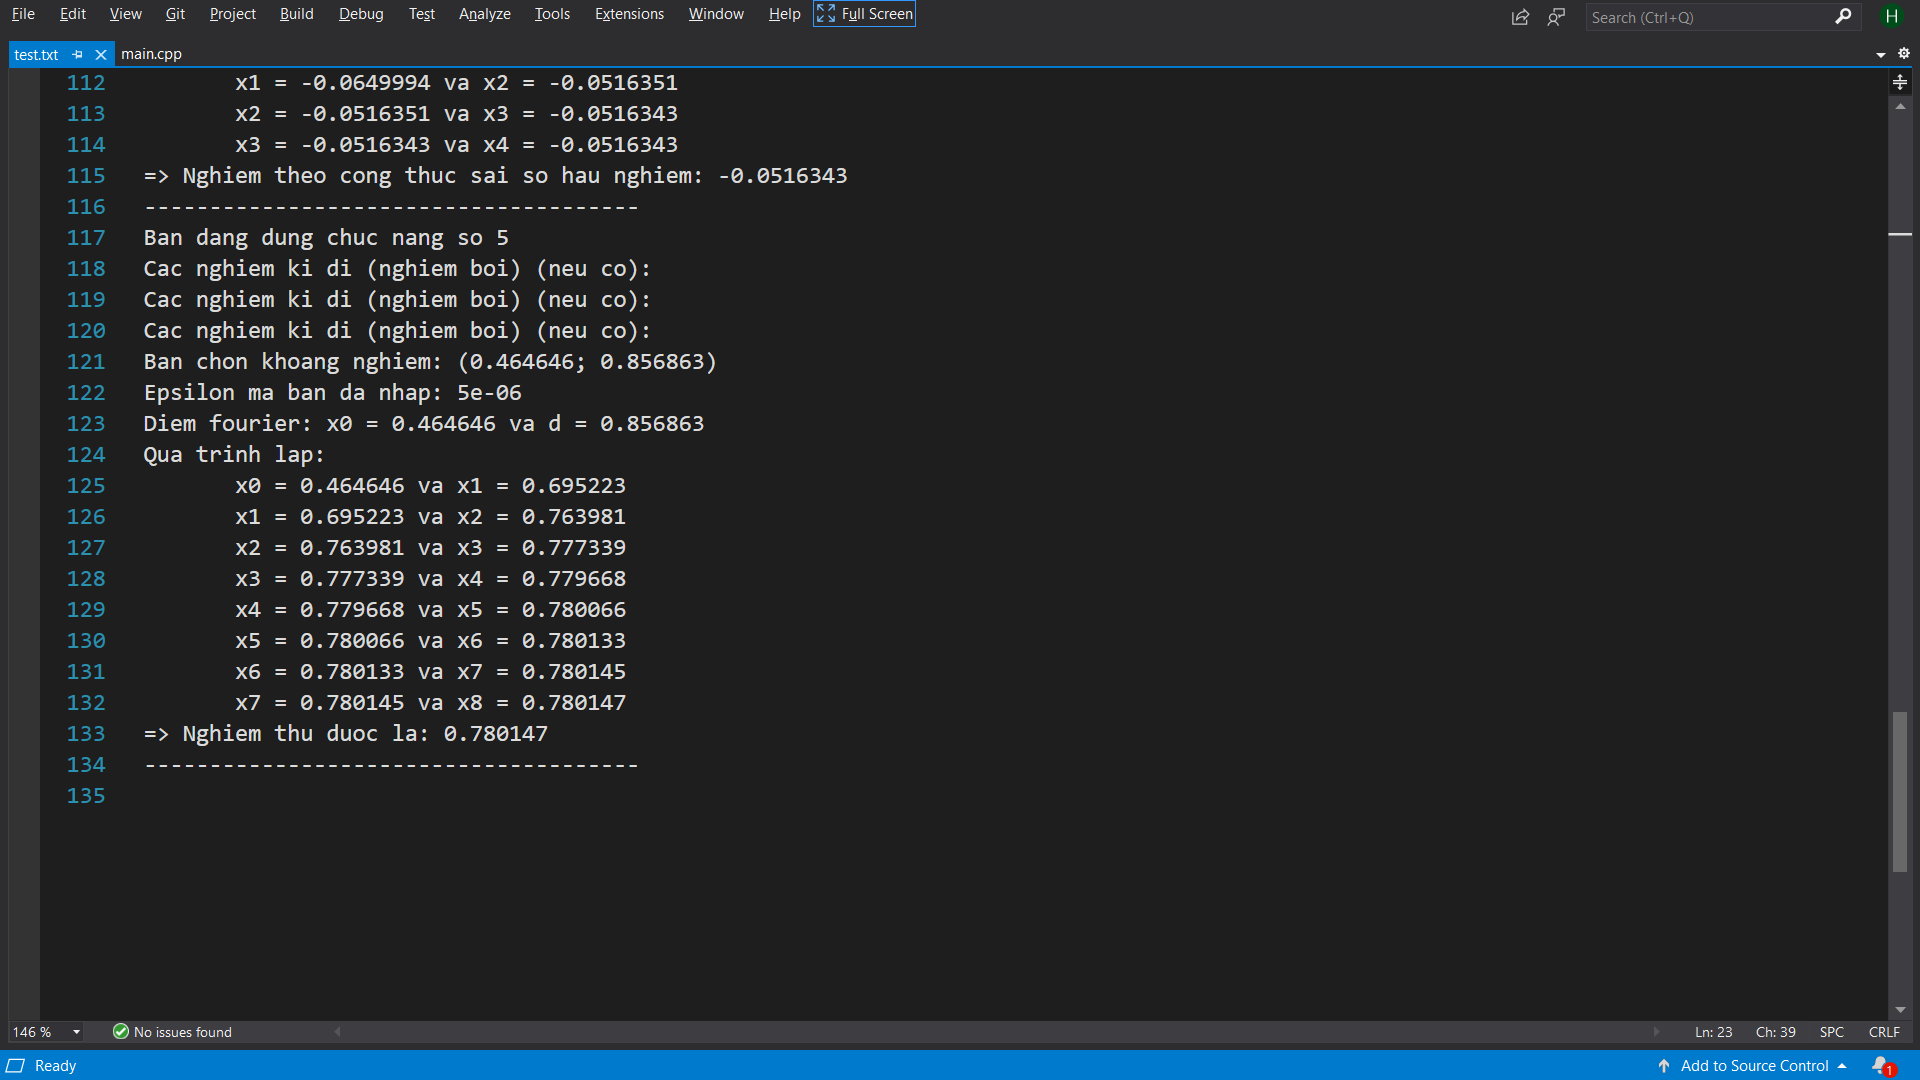 File Edit View Git Project Build Debug Test Analyze Tools Extensions Window Help Full Screen Search (Ctrl+Q) H
test.txt main.cpp
112 x1 = -0.0649994 va x2 = -0.0516351
113 x2 = -0.0516351 va x3 = -0.0516343
114 x3 = -0.0516343 va x4 = -0.0516343
115 => Nghiem theo cong thuc sai so hau nghiem: -0.0516343
116 --------------------------------------
117 Ban dang dung chuc nang so 5
118 Cac nghiem ki di (nghiem boi) (neu co):
119 Cac nghiem ki di (nghiem boi) (neu co):
120 Cac nghiem ki di (nghiem boi) (neu co):
121 Ban chon khoang nghiem: (0.464646; 0.856863)
122 Epsilon ma ban da nhap: 5e-06
123 Diem fourier: x0 = 0.464646 va d = 0.856863
124 Qua trinh lap:
125 x0 = 0.464646 va x1 = 0.695223
126 x1 = 0.695223 va x2 = 0.763981
127 x2 = 0.763981 va x3 = 0.777339
128 x3 = 0.777339 va x4 = 0.779668
129 x4 = 0.779668 va x5 = 0.780066
130 x5 = 0.780066 va x6 = 0.780133
131 x6 = 0.780133 va x7 = 0.780145
132 x7 = 0.780145 va x8 = 0.780147
133 => Nghiem thu duoc la: 0.780147
134 --------------------------------------
135
146 % No issues found Ln: 23 Ch: 39 SPC CRLF
Ready Add to Source Control 1